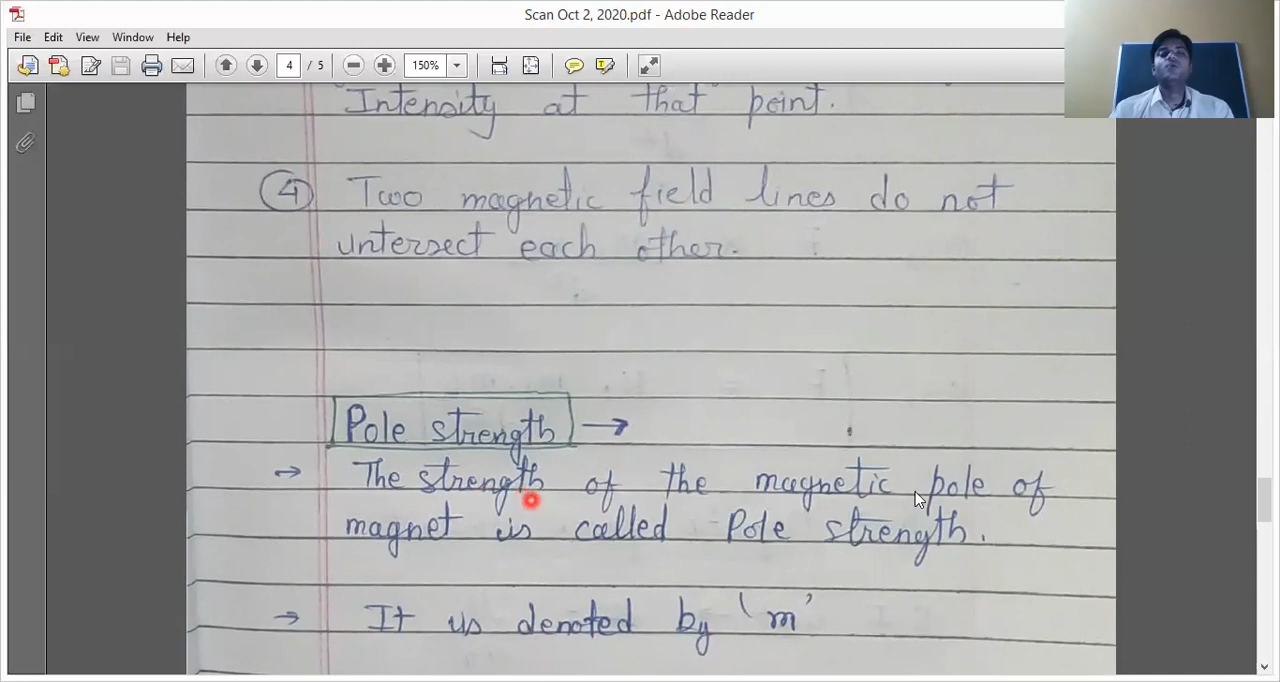 Scan Oct 2, 2020.pdf - Adobe Reader
File Edit View Window Help
4 / 5 150%
Intensity at that point.
4 Two magnetic field lines do not
intersect each other.
Pole strength →
→ The strength of the magnetic pole of
magnet is called Pole strength.
→ It is denoted by 'm'